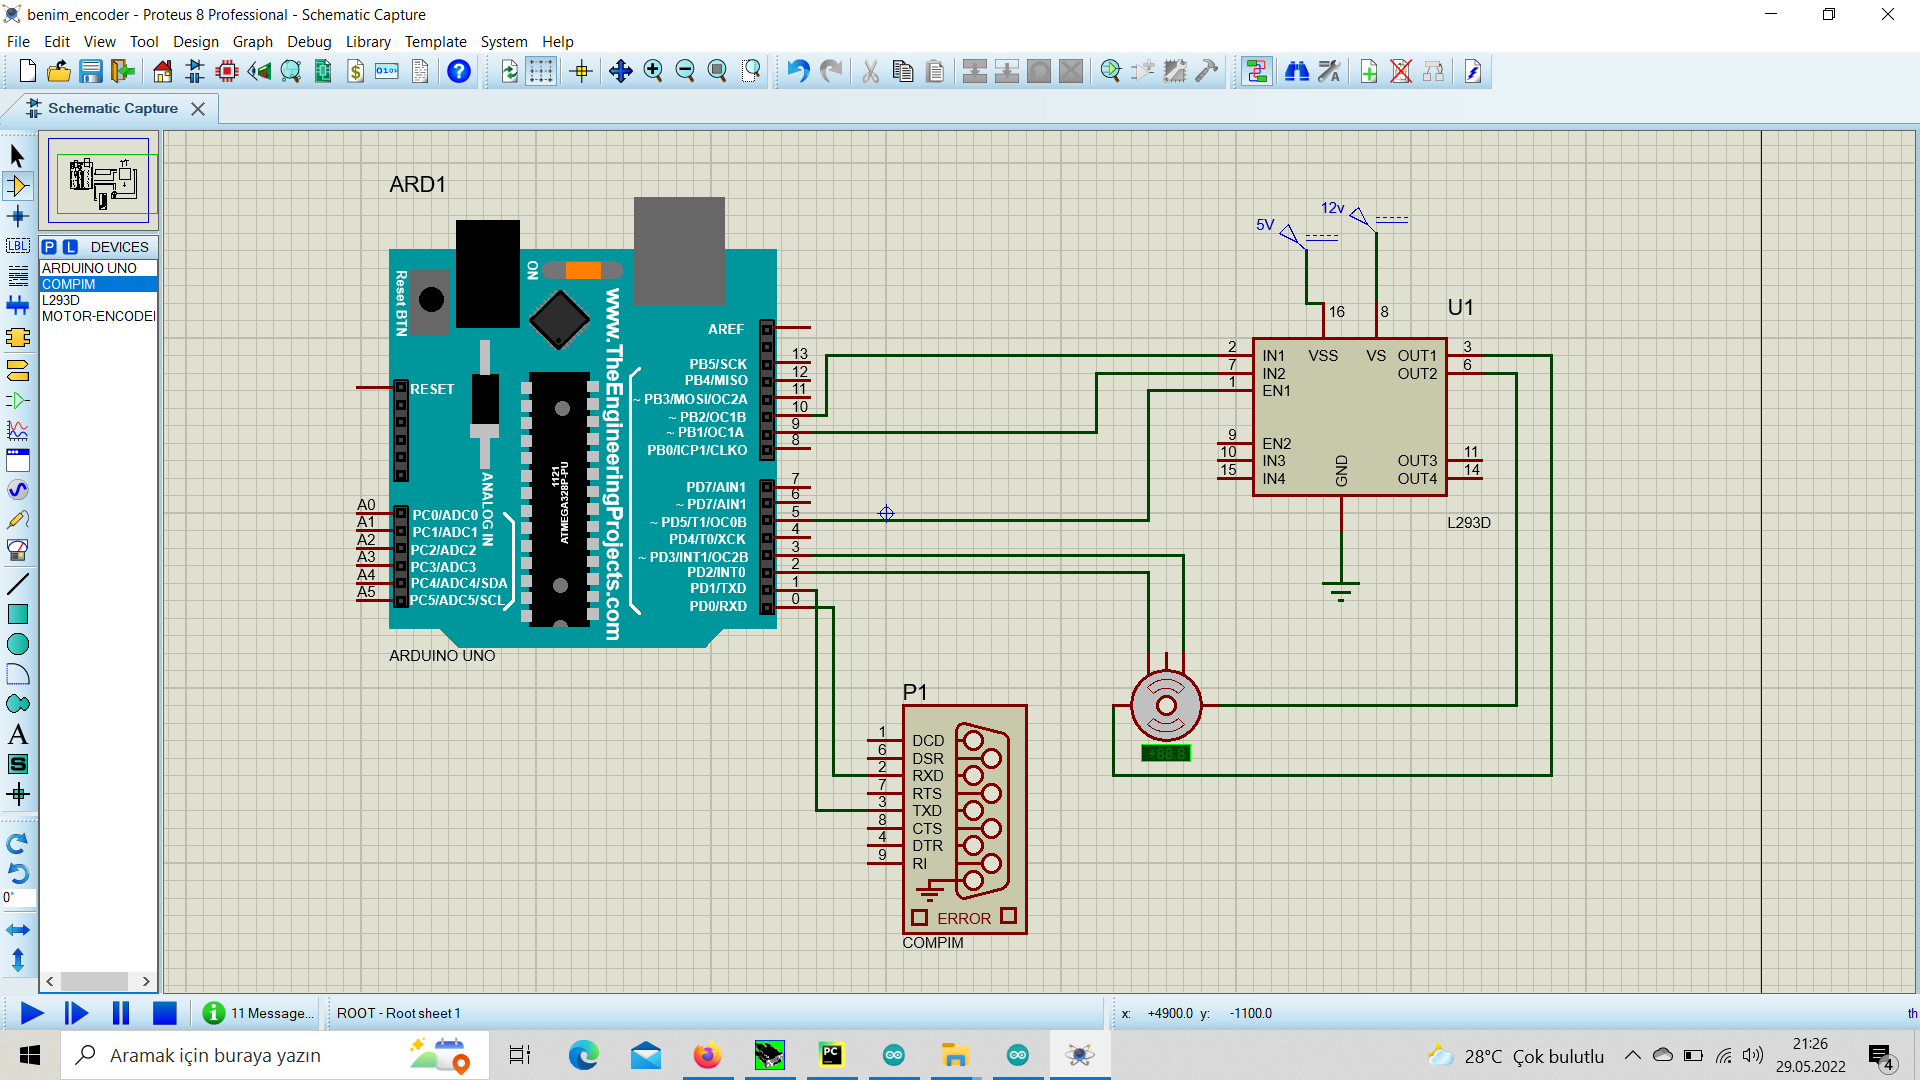 benim_encoder - Proteus 8 Professional - Schematic Capture
File Edit View Tool Design Graph Debug Library Template System Help
Schematic Capture
P L DEVICES
ARDUINO UNO
COMPIM
L293D
MOTOR-ENCODE
LBL
A
S
0°
ARD1
Reset BTN
ON
www.TheEngineeringProjects.com
AREF
13
PB5/SCK
12
PB4/MISO
11
~ PB3/MOSI/OC2A
10
~ PB2/OC1B
9
~ PB1/OC1A
8
PB0/ICP1/CLKO
7
PD7/AIN1
6
~ PD7/AIN1
5
~ PD5/T1/OC0B
4
PD4/T0/XCK
3
~ PD3/INT1/OC2B
2
PD2/INT0
1
PD1/TXD
0
PD0/RXD
RESET
ANALOG IN
1121
ATMEGA328P-PU
A0
PC0/ADC0
A1
PC1/ADC1
A2
PC2/ADC2
A3
PC3/ADC3
A4
PC4/ADC4/SDA
A5
PC5/ADC5/SCL
ARDUINO UNO
5V
12v
16
8
U1
2
IN1
7
IN2
1
EN1
9
EN2
10
IN3
15
IN4
VSS
VS
GND
OUT1
3
OUT2
6
OUT3
11
OUT4
14
L293D
+88.8
P1
1
DCD
6
DSR
2
RXD
7
RTS
3
TXD
8
CTS
4
DTR
9
RI
ERROR
COMPIM
11 Message...
ROOT - Root sheet 1
x: +4900.0 y: -1100.0
th
Aramak için buraya yazın
PC
28°C Çok bulutlu
21:26
29.05.2022
4